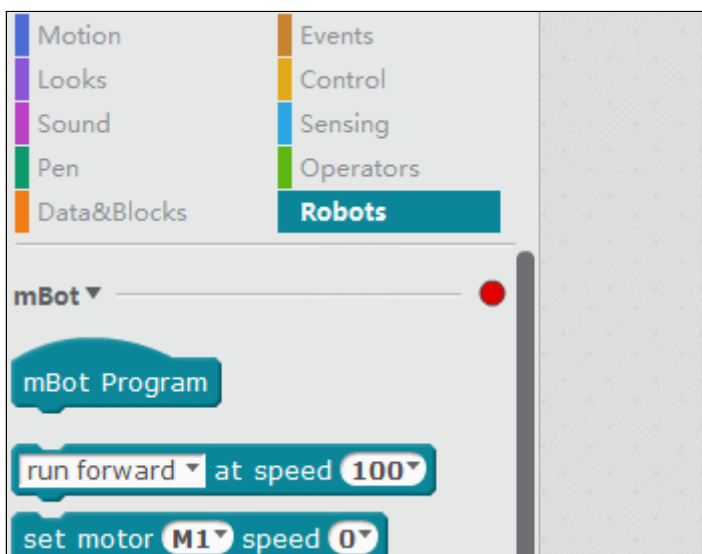 Motion Events
Looks Control
Sound Sensing
Pen Operators
Data&Blocks Robots
mBot
mBot Program
run forward at speed 100
set motor M1 speed 0